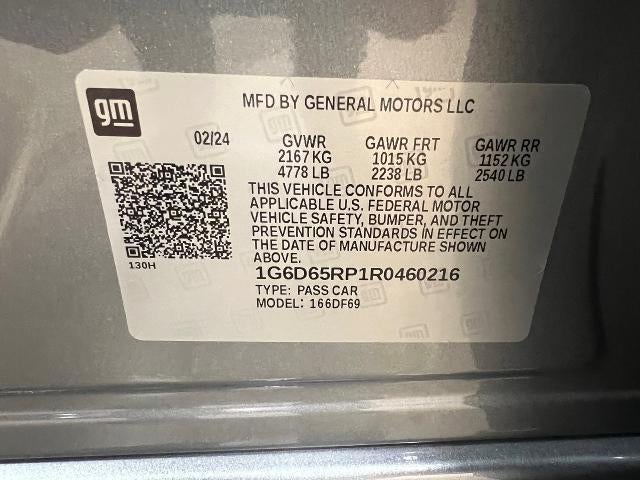 gm
MFD BY GENERAL MOTORS LLC
02/24 GVWR GAWR FRT GAWR RR
2167 KG 1015 KG 1152 KG
4778 LB 2238 LB 2540 LB
THIS VEHICLE CONFORMS TO ALL
APPLICABLE U.S. FEDERAL MOTOR
VEHICLE SAFETY, BUMPER, AND THEFT
PREVENTION STANDARDS IN EFFECT ON
THE DATE OF MANUFACTURE SHOWN
ABOVE.
130H
1G6D65RP1R0460216
TYPE: PASS CAR
MODEL: 166DF69